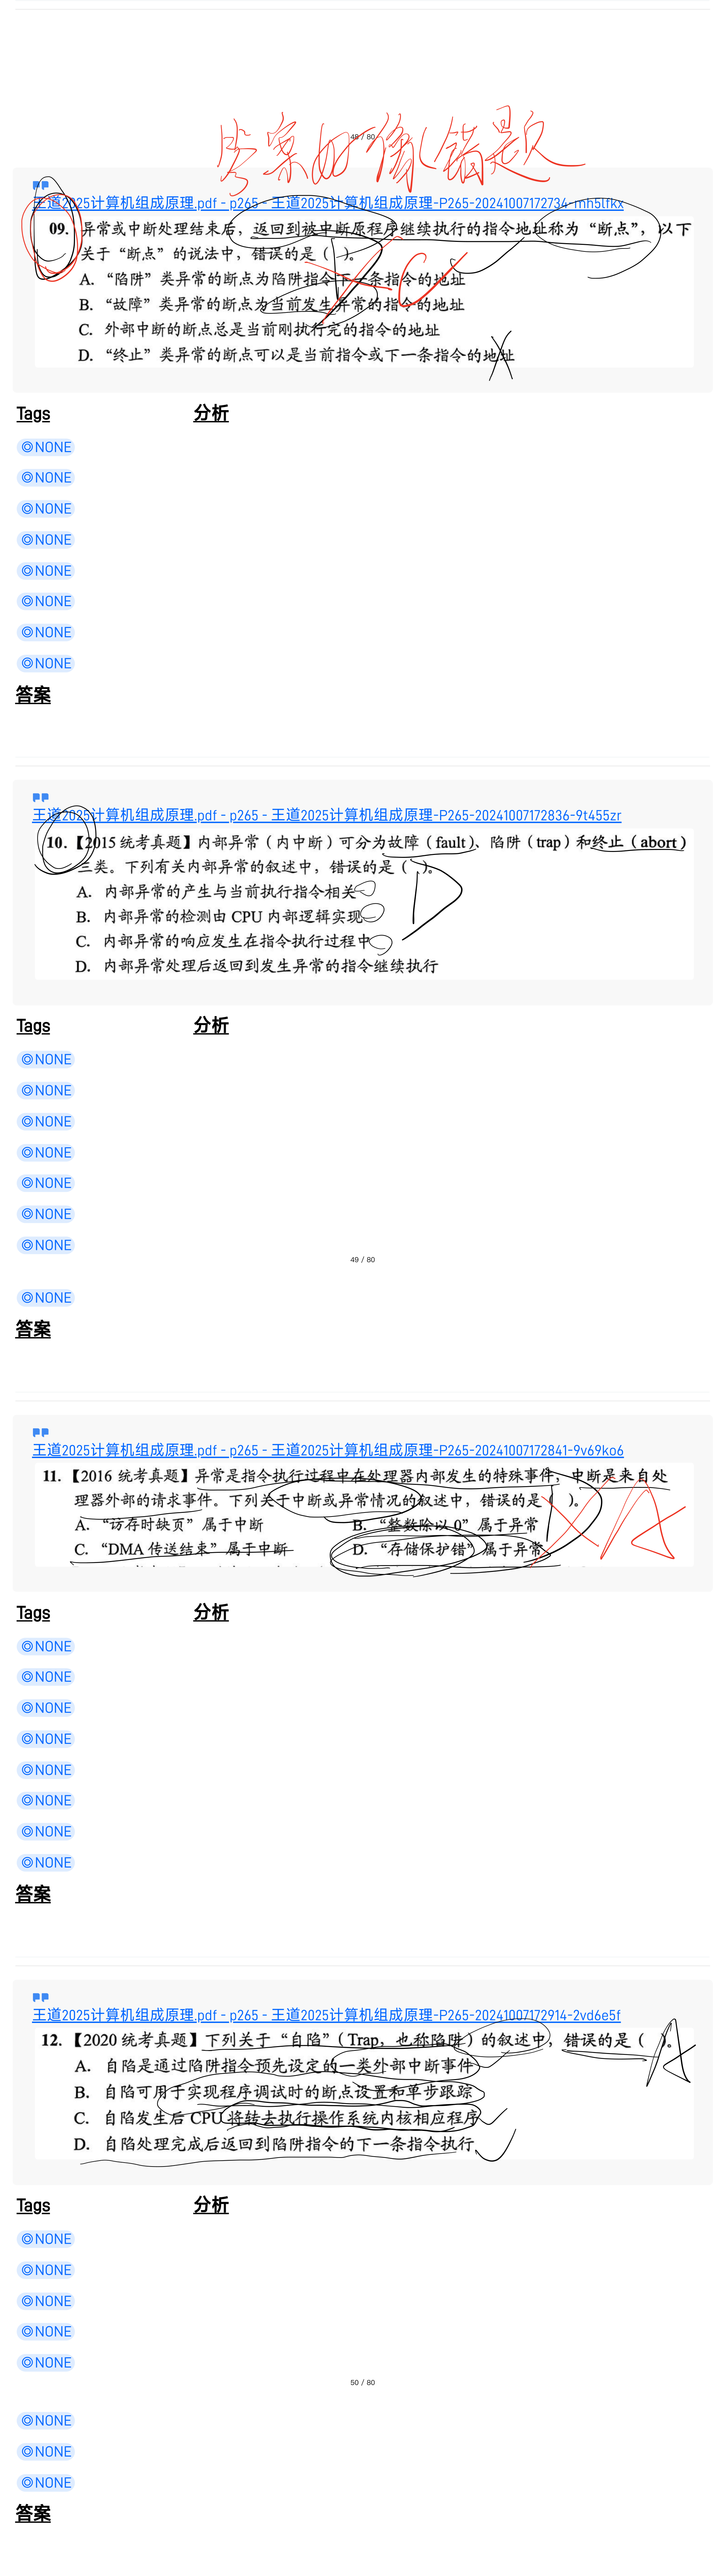 48 / 80
答案好像错题
王道2025计算机组成原理.pdf - p265 - 王道2025计算机组成原理-P265-20241007172734-mh5lfkx
09. 异常或中断处理结束后，返回到被中断原程序继续执行的指令地址称为“断点”，以下
关于“断点”的说法中，错误的是（ ）。
A. “陷阱”类异常的断点为陷阱指令下一条指令的地址
B. “故障”类异常的断点为当前发生异常的指令的地址
C. 外部中断的断点总是当前刚执行完的指令的地址
D. “终止”类异常的断点可以是当前指令或下一条指令的地址
D
C
Tags 分析
◎NONE
◎NONE
◎NONE
◎NONE
◎NONE
◎NONE
◎NONE
◎NONE
答案
王道2025计算机组成原理.pdf - p265 - 王道2025计算机组成原理-P265-20241007172836-9t455zr
10. 【2015 统考真题】内部异常（内中断）可分为故障（fault）、陷阱（trap）和终止（abort）
三类。下列有关内部异常的叙述中，错误的是（ ）。
A. 内部异常的产生与当前执行指令相关
B. 内部异常的检测由 CPU 内部逻辑实现
C. 内部异常的响应发生在指令执行过程中
D. 内部异常处理后返回到发生异常的指令继续执行
D
Tags 分析
◎NONE
◎NONE
◎NONE
◎NONE
◎NONE
◎NONE
◎NONE
49 / 80
◎NONE
答案
王道2025计算机组成原理.pdf - p265 - 王道2025计算机组成原理-P265-20241007172841-9v69ko6
11. 【2016 统考真题】异常是指令执行过程中在处理器内部发生的特殊事件，中断是来自处
理器外部的请求事件。下列关于中断或异常情况的叙述中，错误的是（ ）。
A. “访存时缺页”属于中断 B. “整数除以 0”属于异常
C. “DMA 传送结束”属于中断 D. “存储保护错”属于异常
D
A
Tags 分析
◎NONE
◎NONE
◎NONE
◎NONE
◎NONE
◎NONE
◎NONE
◎NONE
答案
王道2025计算机组成原理.pdf - p265 - 王道2025计算机组成原理-P265-20241007172914-2vd6e5f
12. 【2020 统考真题】下列关于“自陷”（Trap，也称陷阱）的叙述中，错误的是（ ）。
A. 自陷是通过陷阱指令预先设定的一类外部中断事件
B. 自陷可用于实现程序调试时的断点设置和单步跟踪
C. 自陷发生后 CPU 将转去执行操作系统内核相应程序
D. 自陷处理完成后返回到陷阱指令的下一条指令执行
A
Tags 分析
◎NONE
◎NONE
◎NONE
◎NONE
◎NONE
50 / 80
◎NONE
◎NONE
◎NONE
答案